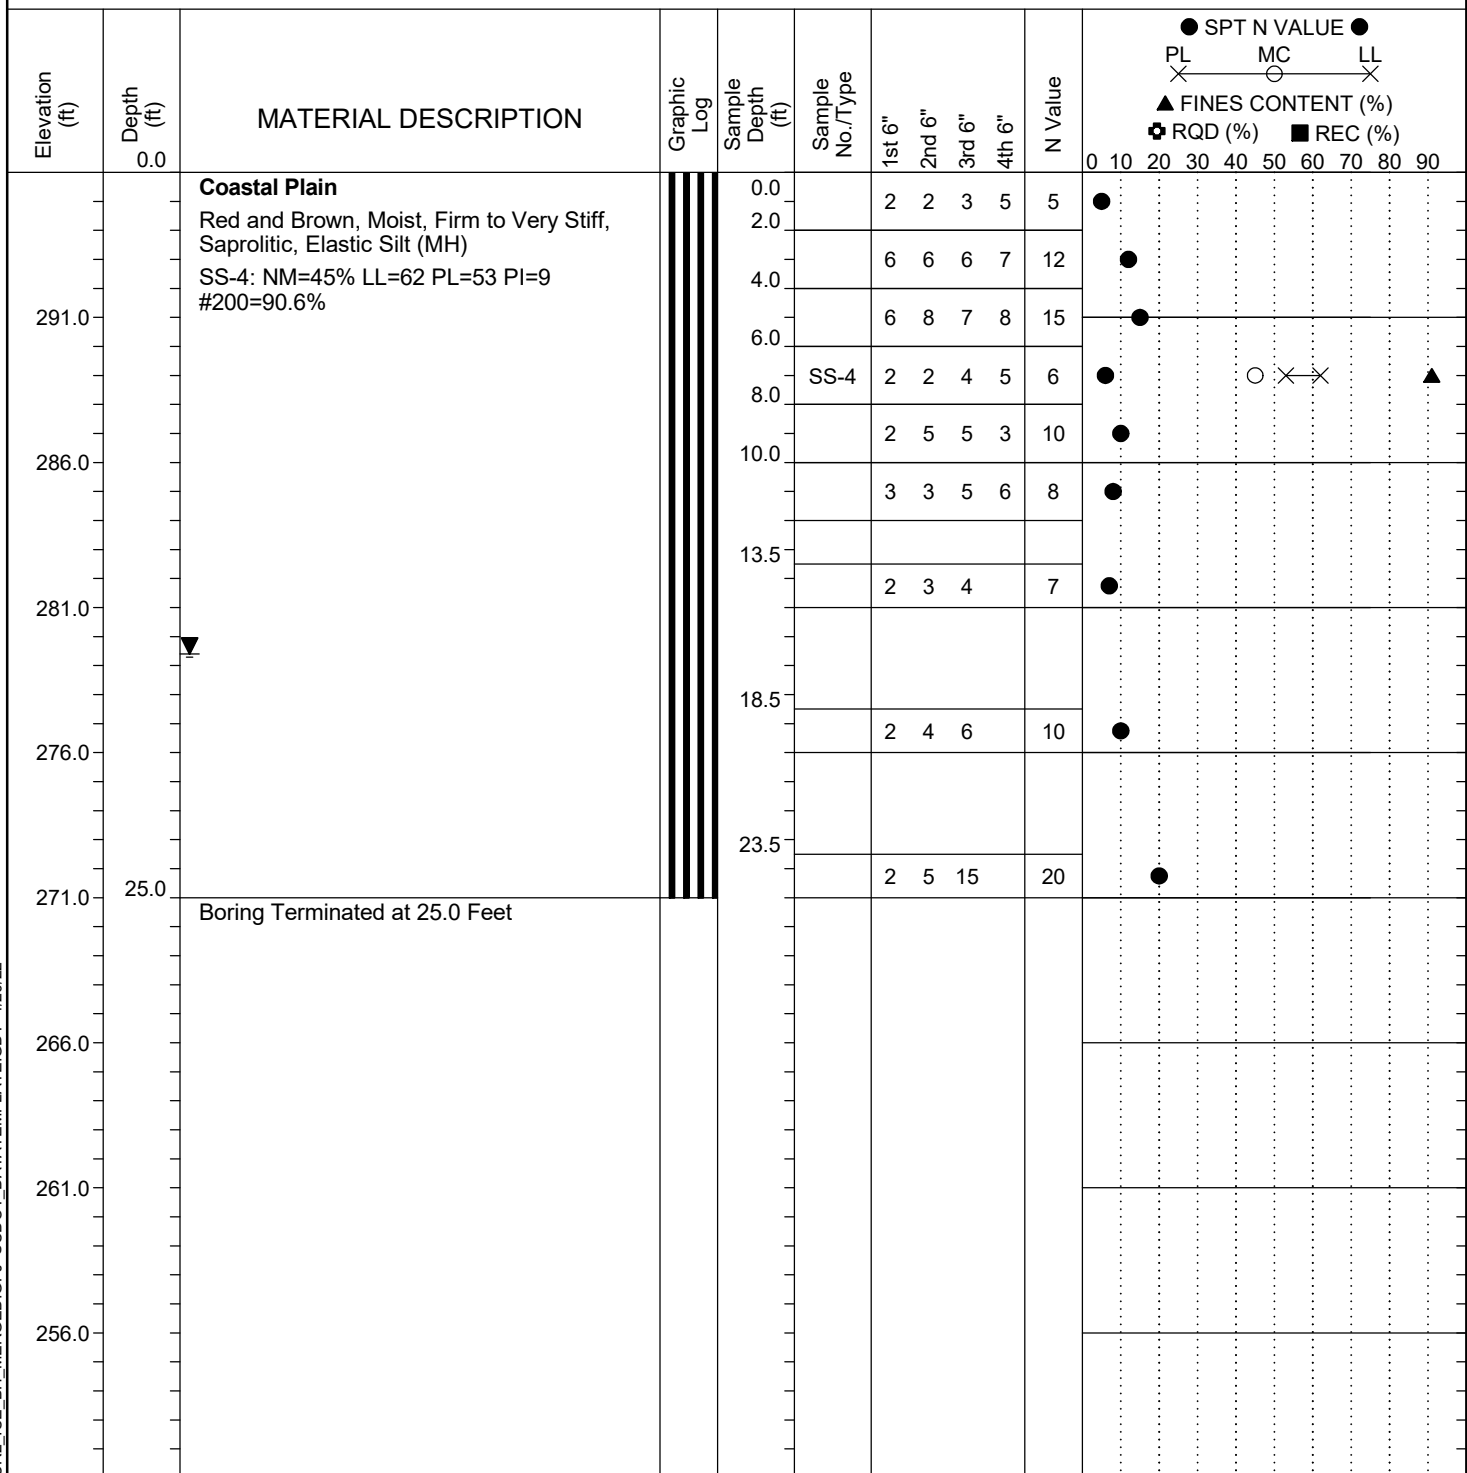 Elevation (ft)
Depth (ft)
0.0
MATERIAL DESCRIPTION
Graphic Log
Sample Depth (ft)
Sample No./Type
1st 6"
2nd 6"
3rd 6"
4th 6"
N Value
● SPT N VALUE ●
PL MC LL
▲ FINES CONTENT (%)
RQD (%) ■ REC (%)
0 10 20 30 40 50 60 70 80 90
Coastal Plain
Red and Brown, Moist, Firm to Very Stiff,
Saprolitic, Elastic Silt (MH)
SS-4: NM=45% LL=62 PL=53 PI=9
#200=90.6%
0.0
2 2 3 5 5
2.0
6 6 6 7 12
4.0
291.0
6 8 7 8 15
6.0
SS-4 2 2 4 5 6
8.0
2 5 5 3 10
10.0
286.0
3 3 5 6 8
13.5
2 3 4 7
281.0
18.5
2 4 6 10
276.0
23.5
2 5 15 20
271.0 25.0
Boring Terminated at 25.0 Feet
266.0
261.0
256.0